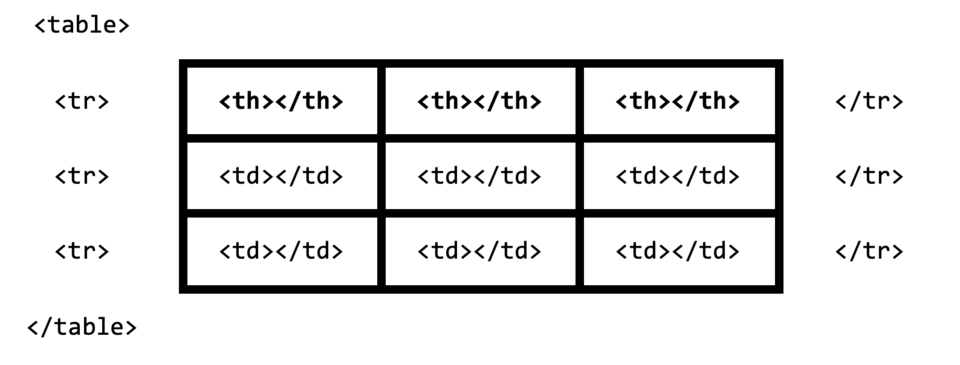 <table>
<tr> <th></th> <th></th> <th></th> </tr>
<tr> <td></td> <td></td> <td></td> </tr>
<tr> <td></td> <td></td> <td></td> </tr>
</table>